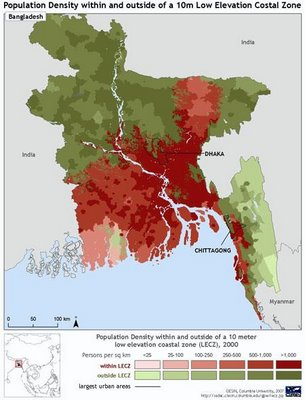 Population Density within and outside of a 10m Low Elevation Costal Zone
Bangladesh
India
India
DHAKA
CHITTAGONG
Myanmar
0 50 100 km
Population Density within and outside of a 10 meter
low elevation coastal zone (LECZ), 2000
Persons per sq km <25 25-100 100-250 250-500 500-1,000 >1,000
within LECZ
outside LECZ
largest urban areas
CIESIN, Columbia University, 2007